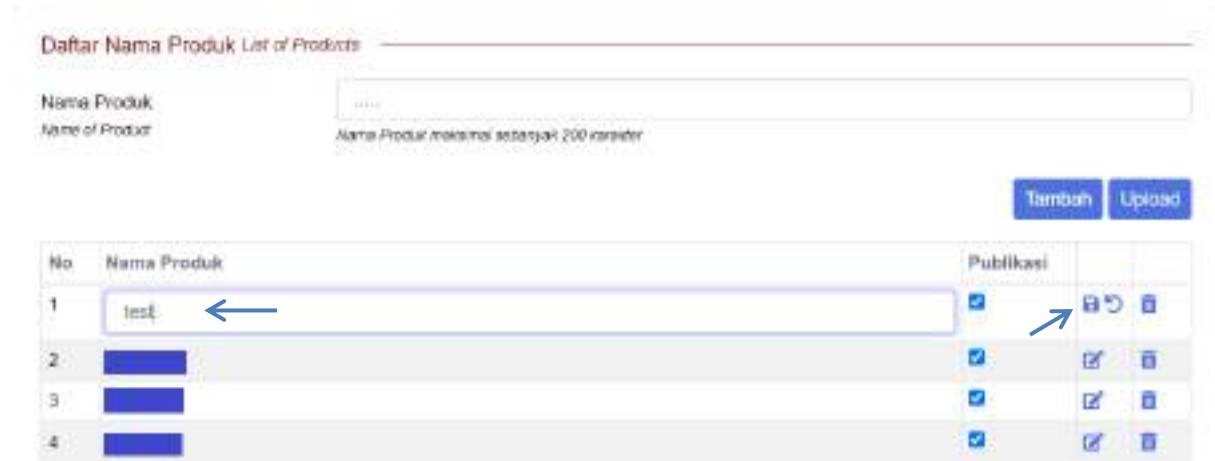 Daftar Nama Produk List of Products
Nama Produk
.....
Name of Product
Nama Produk maksimal sebanyak 200 karakter
Tambah Upload
No Nama Produk Publikasi
1 test
2
3
4